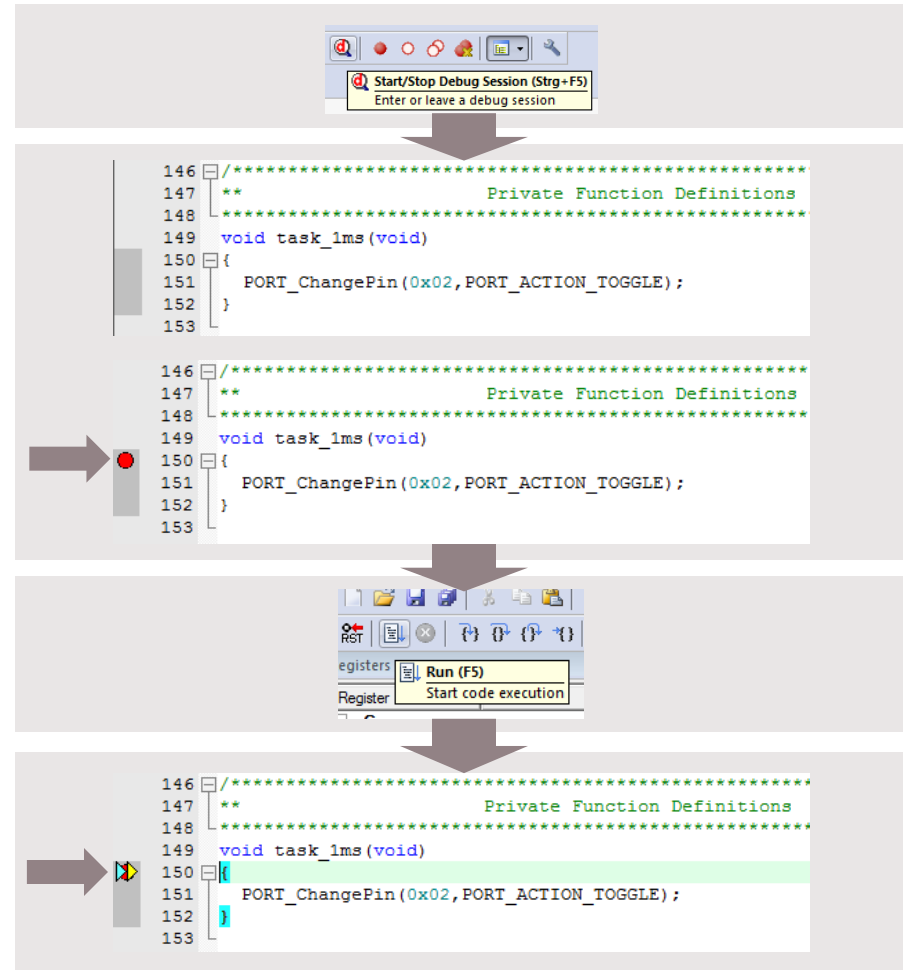 Start/Stop Debug Session (Strg+F5)
Enter or leave a debug session
146 /***************************************************
147 ** Private Function Definitions
148 ****************************************************
149 void task_1ms(void)
150 {
151 PORT_ChangePin(0x02,PORT_ACTION_TOGGLE);
152 }
153
146 /***************************************************
147 ** Private Function Definitions
148 ****************************************************
149 void task_1ms(void)
150 {
151 PORT_ChangePin(0x02,PORT_ACTION_TOGGLE);
152 }
153
RST
egisters
Run (F5)
Register
Start code execution
146 /***************************************************
147 ** Private Function Definitions
148 ****************************************************
149 void task_1ms(void)
150 {
151 PORT_ChangePin(0x02,PORT_ACTION_TOGGLE);
152 }
153